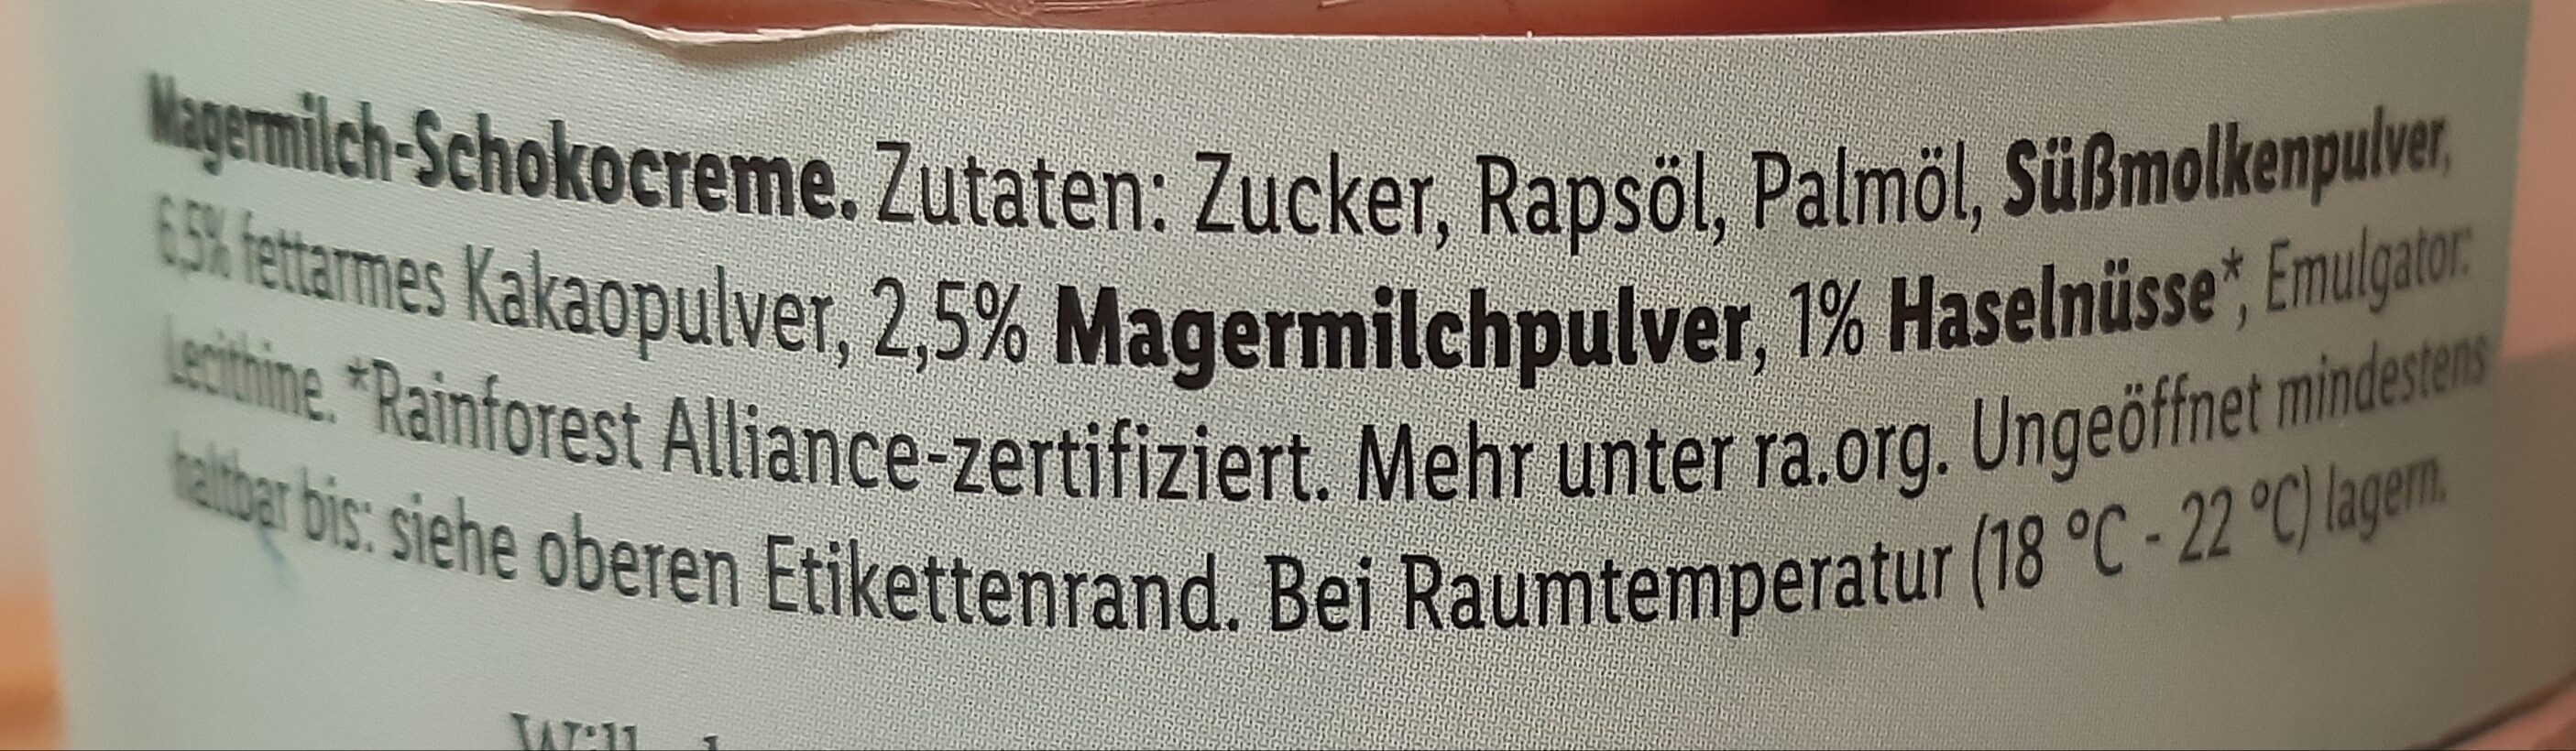 Magermilch-Schokocreme. Zutaten: Zucker, Rapsöl, Palmöl, Süßmolkenpulver,
6,5% fettarmes Kakaopulver, 2,5% Magermilchpulver, 1% Haselnüsse*, Emulgator:
Lecithine. *Rainforest Alliance-zertifiziert. Mehr unter ra.org. Ungeöffnet mindestens
haltbar bis: siehe oberen Etikettenrand. Bei Raumtemperatur (18 °C - 22 °C) lagern.